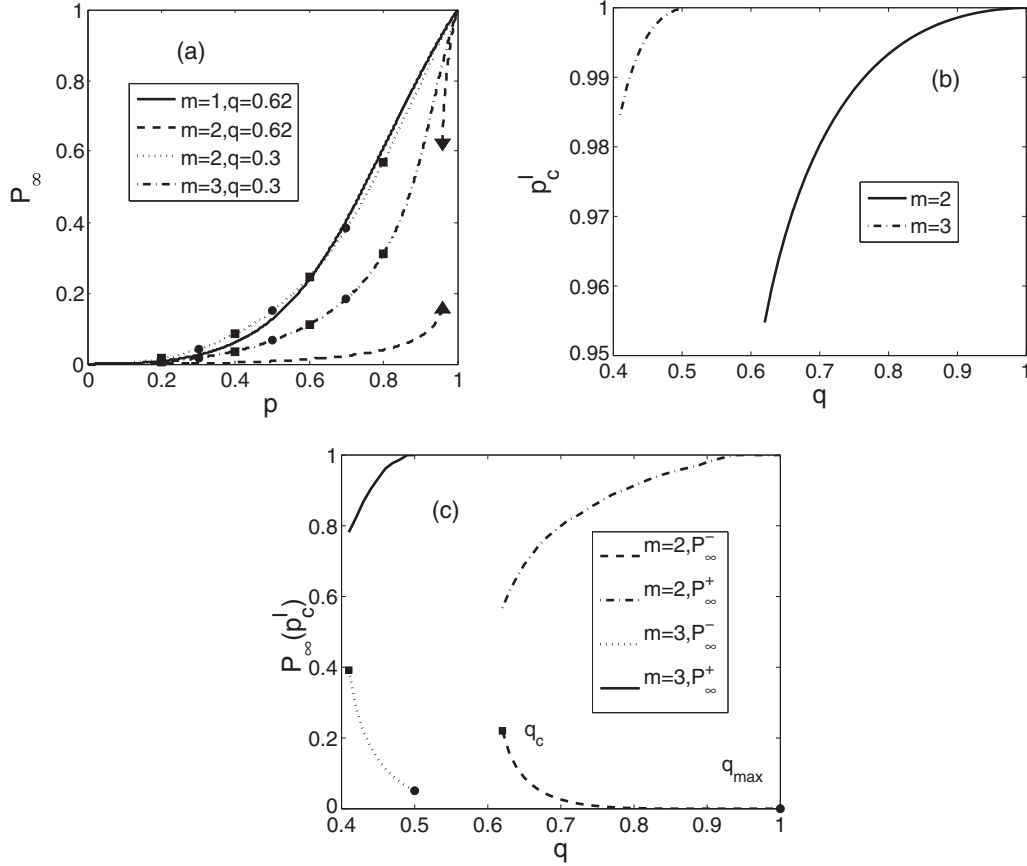 (a)
m=1,q=0.62
m=2,q=0.62
m=2,q=0.3
m=3,q=0.3
P∞
1
0.8
0.6
0.4
0.2
0
0 0.2 0.4 0.6 0.8 1
p
(b)
m=2
m=3
p_c^I
1
0.99
0.98
0.97
0.96
0.95
0.4 0.5 0.6 0.7 0.8 0.9 1
q
(c)
m=2,P∞^-
m=2,P∞^+
m=3,P∞^-
m=3,P∞^+
q_c
q_max
P∞(p_c^I)
1
0.8
0.6
0.4
0.2
0
0.4 0.5 0.6 0.7 0.8 0.9 1
q